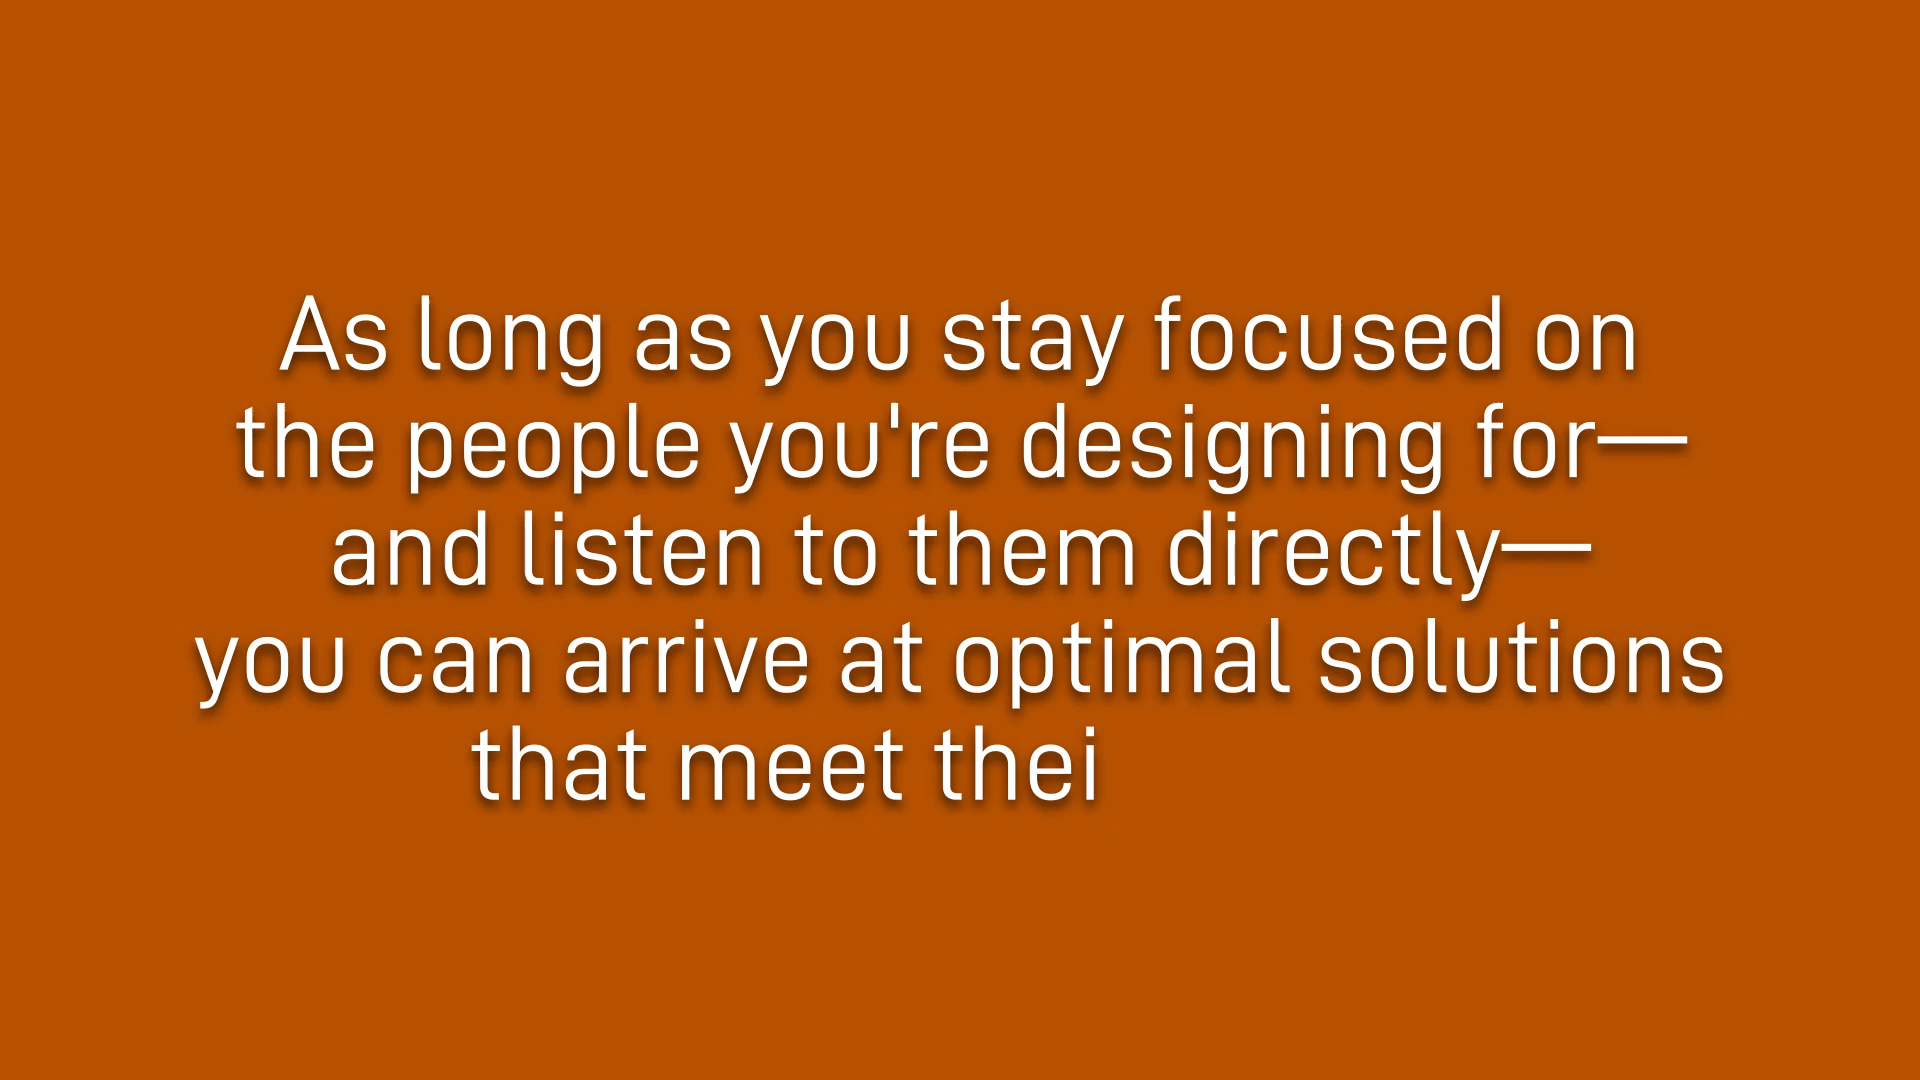 As long as you stay focused on
the people you're designing for—
and listen to them directly—
you can arrive at optimal solutions
that meet thei